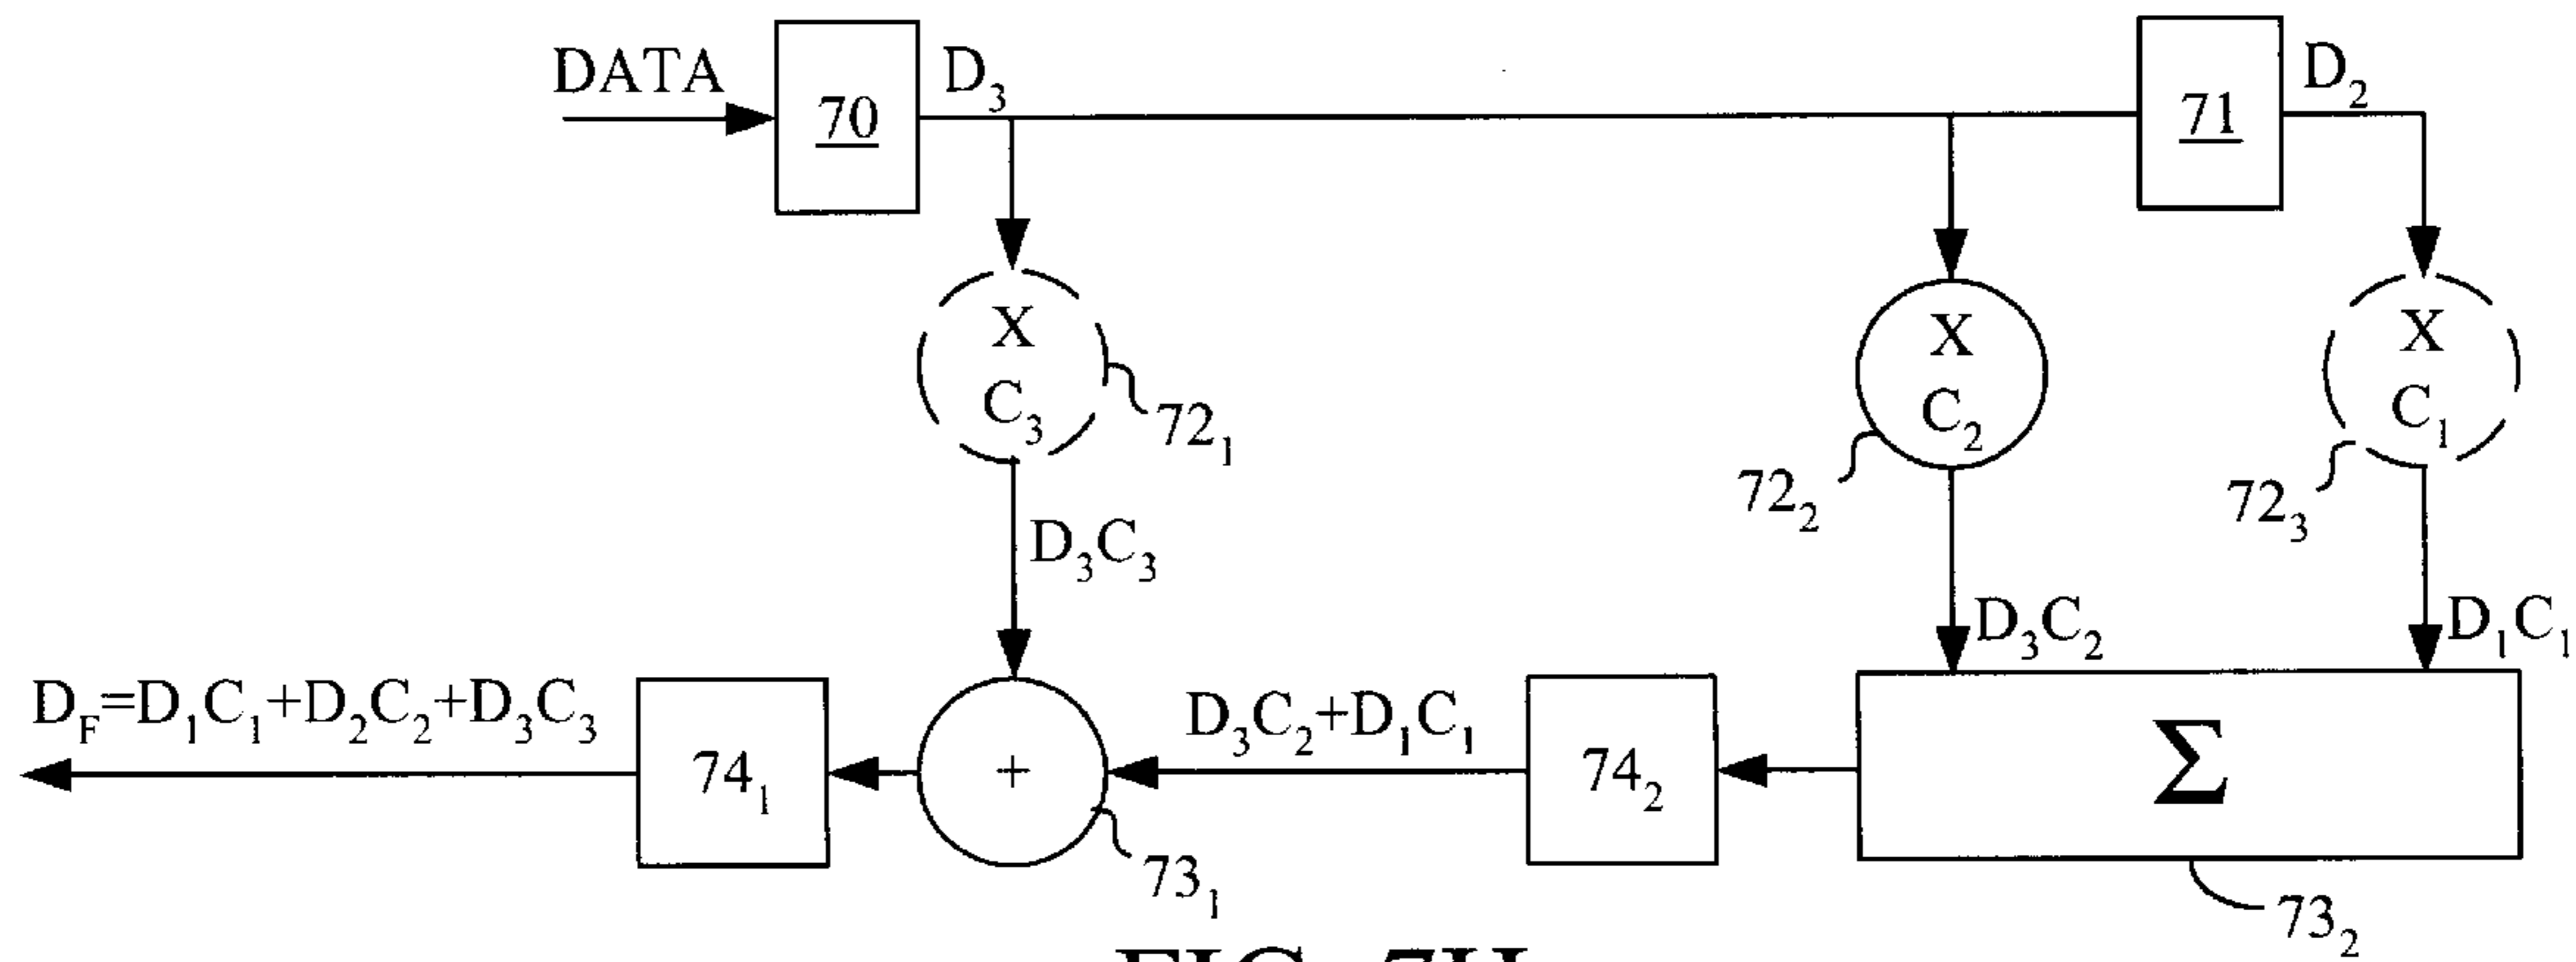 DATA
70
D₃
71
D₂
X
C₃
72₁
X
C₂
72₂
X
C₁
72₃
D₃C₃
D₃C₂
D₁C₁
D_F=D₁C₁+D₂C₂+D₃C₃
74₁
+
73₁
D₃C₂+D₁C₁
74₂
Σ
73₂